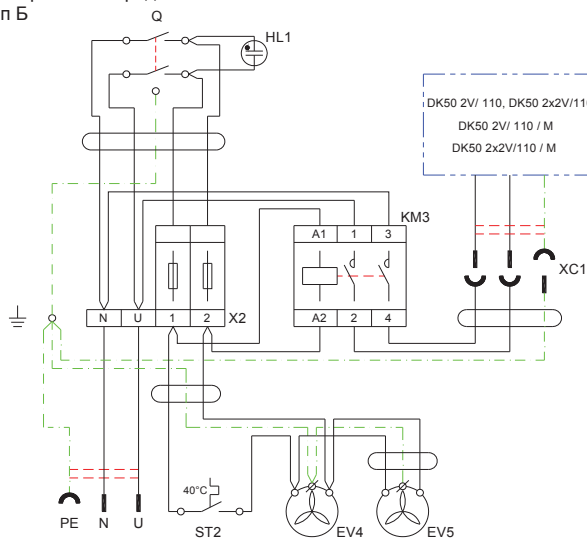 п Б
Q
HL1
DK50 2V/ 110, DK50 2x2V/110
DK50 2V/ 110 / M
DK50 2x2V/110 / M
KM3
A1 1 3
XC1
N U 1 2 X2
A2 2 4
40°C
PE N U
ST2
EV4
EV5